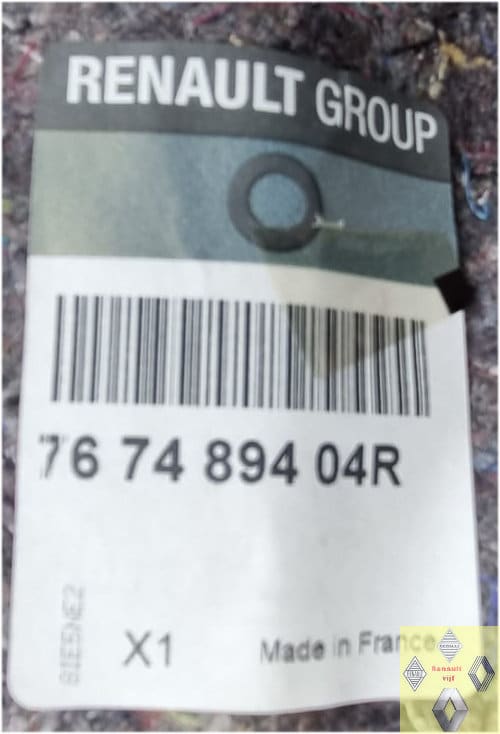 RENAULT GROUP
76 74 894 04R
X1
Made in France
Renault
vijf